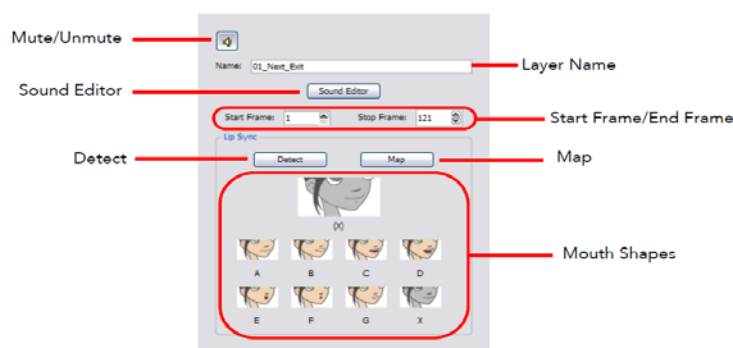 Mute/Unmute
Name: 01_Next_Exit
Layer Name
Sound Editor
Sound Editor
Start Frame: 1 Stop Frame: 121
Start Frame/End Frame
Lip Sync
Detect
Detect
Map
Map
(X)
Mouth Shapes
A B C D
E F G X